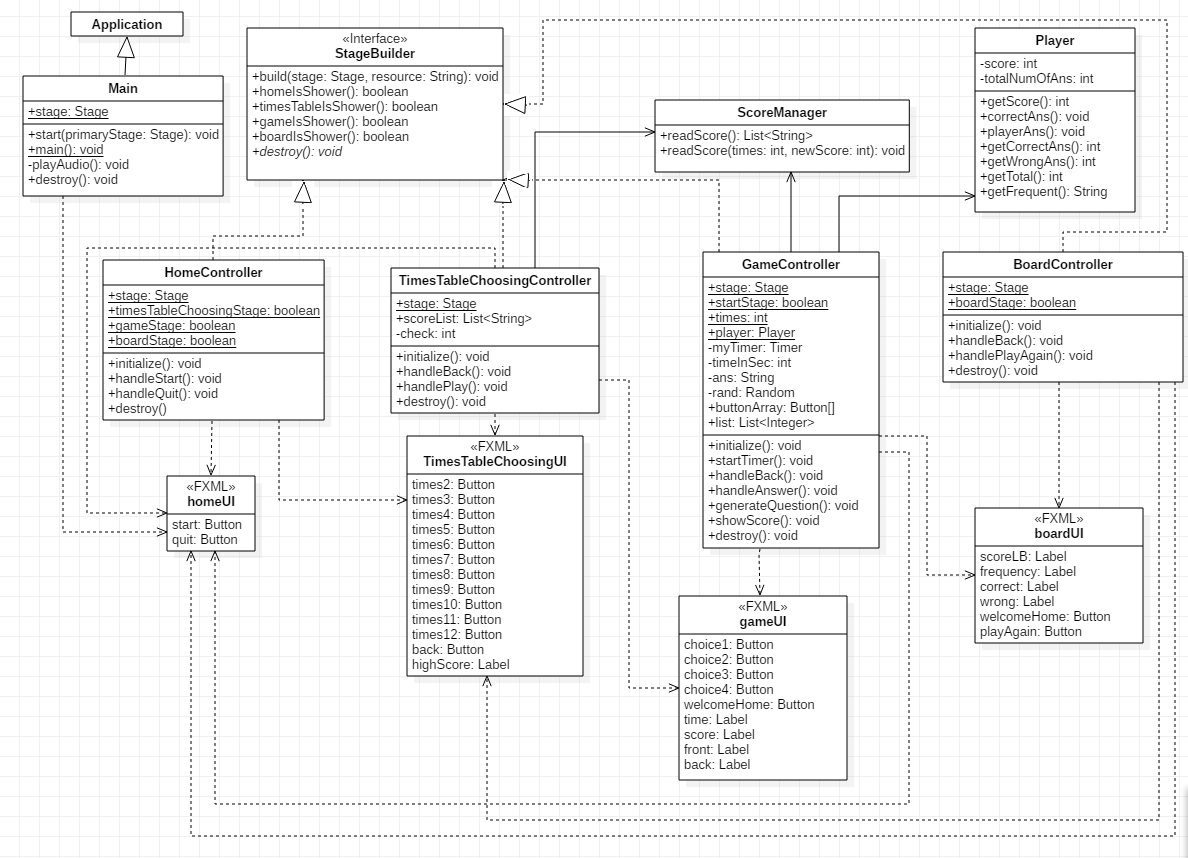 Application
Main
+stage: Stage
+start(primaryStage: Stage): void
+main(): void
-playAudio(): void
+destroy(): void
«Interface»
StageBuilder
+build(stage: Stage, resource: String): void
+homeIsShower(): boolean
+timesTableIsShower(): boolean
+gameIsShower(): boolean
+boardIsShower(): boolean
+destroy(): void
ScoreManager
+readScore(): List<String>
+readScore(times: int, newScore: int): void
Player
-score: int
-totalNumOfAns: int
+getScore(): int
+correctAns(): void
+playerAns(): void
+getCorrectAns(): int
+getWrongAns(): int
+getTotal(): int
+getFrequent(): String
HomeController
+stage: Stage
+timesTableChoosingStage: boolean
+gameStage: boolean
+boardStage: boolean
+initialize(): void
+handleStart(): void
+handleQuit(): void
+destroy()
TimesTableChoosingController
+stage: Stage
+scoreList: List<String>
-check: int
+initialize(): void
+handleBack(): void
+handlePlay(): void
+destroy(): void
GameController
+stage: Stage
+startStage: boolean
+times: int
+player: Player
-myTimer: Timer
-timeInSec: int
-ans: String
-rand: Random
+buttonArray: Button[]
+list: List<Integer>
+initialize(): void
+startTimer(): void
+handleBack(): void
+handleAnswer(): void
+generateQuestion(): void
+showScore(): void
+destroy(): void
BoardController
+stage: Stage
+boardStage: boolean
+initialize(): void
+handleBack(): void
+handlePlayAgain(): void
+destroy(): void
«FXML»
homeUI
start: Button
quit: Button
«FXML»
TimesTableChoosingUI
times2: Button
times3: Button
times4: Button
times5: Button
times6: Button
times7: Button
times8: Button
times9: Button
times10: Button
times11: Button
times12: Button
back: Button
highScore: Label
«FXML»
gameUI
choice1: Button
choice2: Button
choice3: Button
choice4: Button
welcomeHome: Button
time: Label
score: Label
front: Label
back: Label
«FXML»
boardUI
scoreLB: Label
frequency: Label
correct: Label
wrong: Label
welcomeHome: Button
playAgain: Button